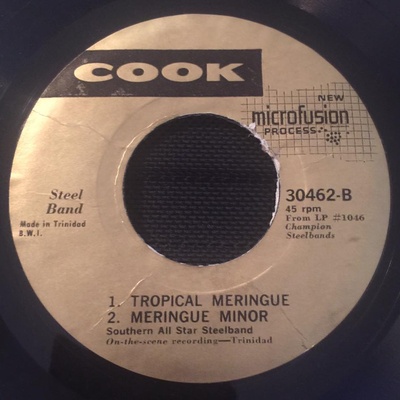 COOK
NEW
microfusion
PROCESS
Steel
Band
Made in Trinidad
B.W.I.
30462-B
45 rpm
From LP #1046
Champion
Steelbands
1. TROPICAL MERINGUE
2. MERINGUE MINOR
Southern All Star Steelband
On-the-scene recording—Trinidad